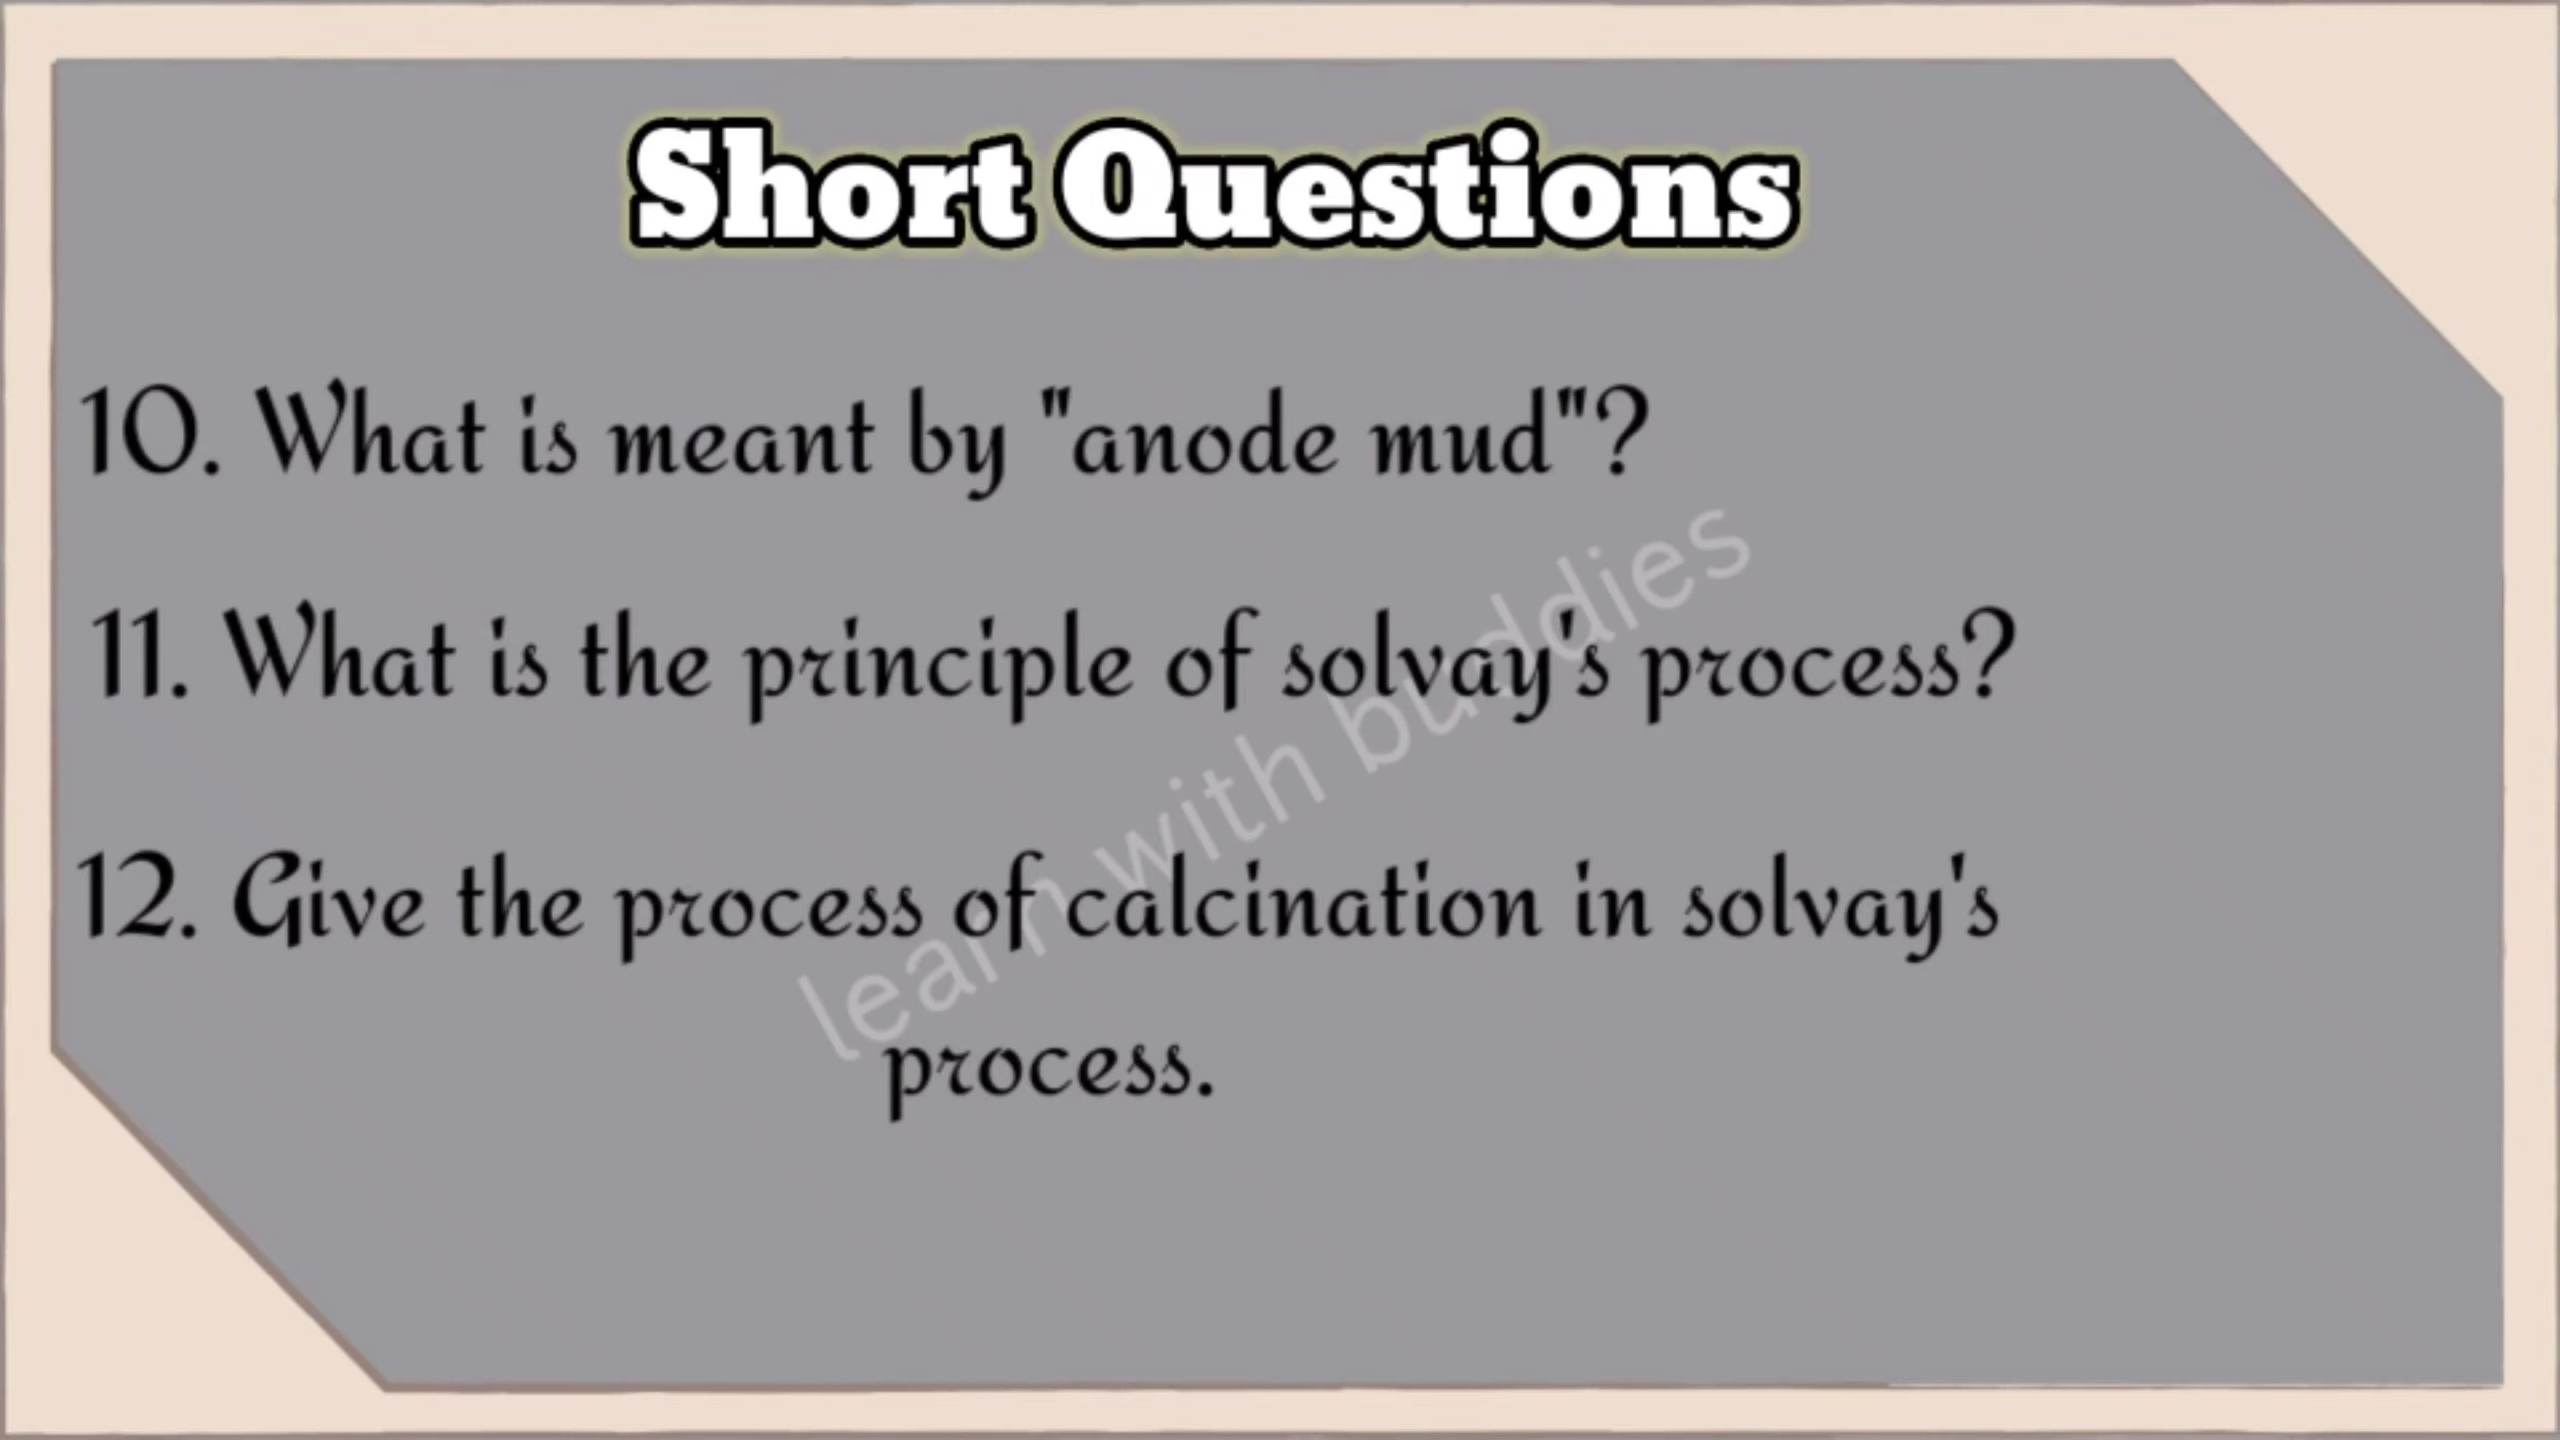 Short Questions
10. What is meant by "anode mud"?
11. What is the principle of solvay's process?
12. Give the process of calcination in solvay's
process.
learn with buddies